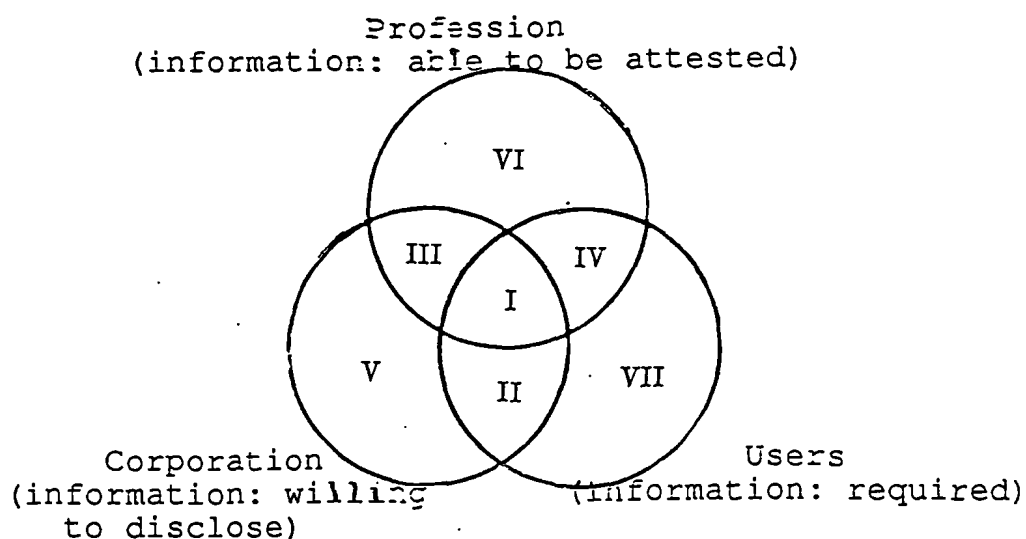 Profession
(information: able to be attested)
VI
III
IV
I
V
II
VII
Corporation
(information: willing
to disclose)
Users
(information: required)